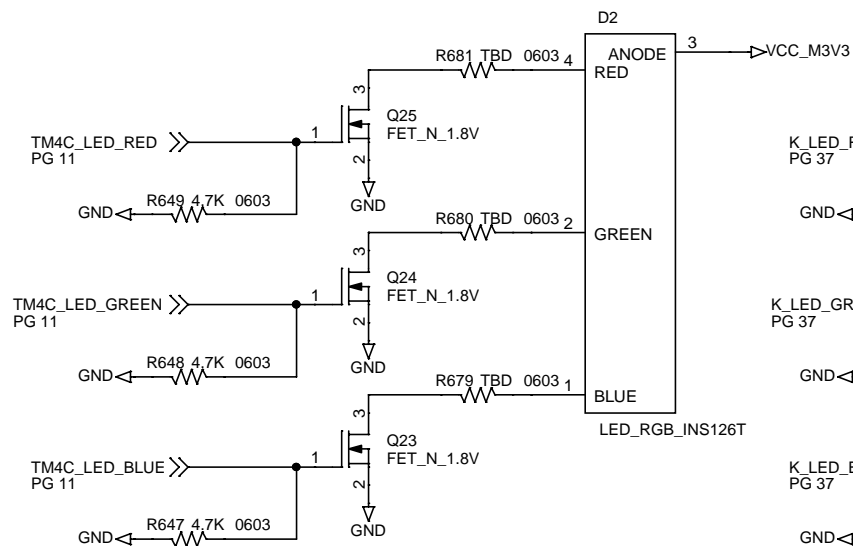 D2
R681 TBD 0603 4
ANODE 3 VCC_M3V3
RED
3
Q25
FET_N_1.8V
TM4C_LED_RED 1
PG 11
2
R649 4.7K 0603
GND
GND
R680 TBD 0603 2
GREEN
3
Q24
FET_N_1.8V
TM4C_LED_GREEN 1
PG 11
2
R648 4.7K 0603
GND
GND
R679 TBD 0603 1
BLUE
LED_RGB_INS126T
3
Q23
FET_N_1.8V
TM4C_LED_BLUE 1
PG 11
2
R647 4.7K 0603
GND
GND
PG 37
GND
K_LED_GR
PG 37
GND
PG 37
GND